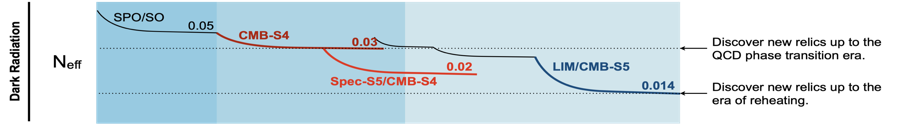 Dark Radiation
Neff
SPO/SO
0.05
CMB-S4
0.03
Spec-S5/CMB-S4
0.02
LIM/CMB-S5
0.014
Discover new relics up to the
QCD phase transition era.
Discover new relics up to the
era of reheating.